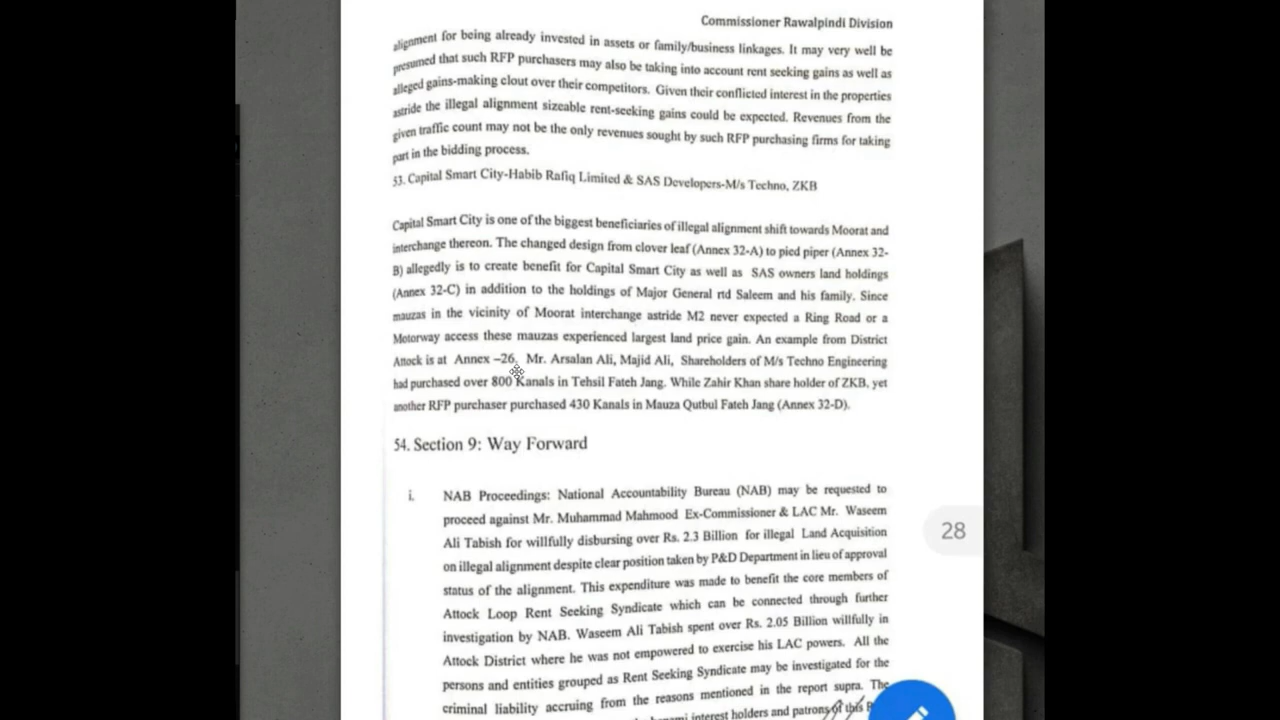 Commissioner Rawalpindi Division
alignment for being already invested in assets or family/business linkages. It may very well be
presumed that such RFP purchasers may also be taking into account rent seeking gains as well as
alleged gains-making clout over their competitors. Given their conflicted interest in the properties
astride the illegal alignment sizeable rent-seeking gains could be expected. Revenues from the
given traffic count may not be the only revenues sought by such RFP purchasing firms for taking
part in the bidding process.
53. Capital Smart City-Habib Rafiq Limited & SAS Developers-M/s Techno, ZKB
Capital Smart City is one of the biggest beneficiaries of illegal alignment shift towards Moorat and
interchange thereon. The changed design from clover leaf (Annex 32-A) to pied piper (Annex 32-
B) allegedly is to create benefit for Capital Smart City as well as SAS owners land holdings
(Annex 32-C) in addition to the holdings of Major General rtd Saleem and his family. Since
mauzas in the vicinity of Moorat interchange astride M2 never expected a Ring Road or a
Motorway access these mauzas experienced largest land price gain. An example from District
Attock is at Annex –26. Mr. Arsalan Ali, Majid Ali, Shareholders of M/s Techno Engineering
had purchased over 800 Kanals in Tehsil Fateh Jang. While Zahir Khan share holder of ZKB, yet
another RFP purchaser purchased 430 Kanals in Mauza Qutbul Fateh Jang (Annex 32-D).
54. Section 9: Way Forward
i. NAB Proceedings: National Accountability Bureau (NAB) may be requested to
proceed against Mr. Muhammad Mahmood Ex-Commissioner & LAC Mr. Waseem
Ali Tabish for willfully disbursing over Rs. 2.3 Billion for illegal Land Acquisition
on illegal alignment despite clear position taken by P&D Department in lieu of approval
status of the alignment. This expenditure was made to benefit the core members of
Attock Loop Rent Seeking Syndicate which can be connected through further
investigation by NAB. Waseem Ali Tabish spent over Rs. 2.05 Billion willfully in
Attock District where he was not empowered to exercise his LAC powers. All the
persons and entities grouped as Rent Seeking Syndicate may be investigated for the
criminal liability accruing from the reasons mentioned in the report supra. The
interest holders and patrons of this
28